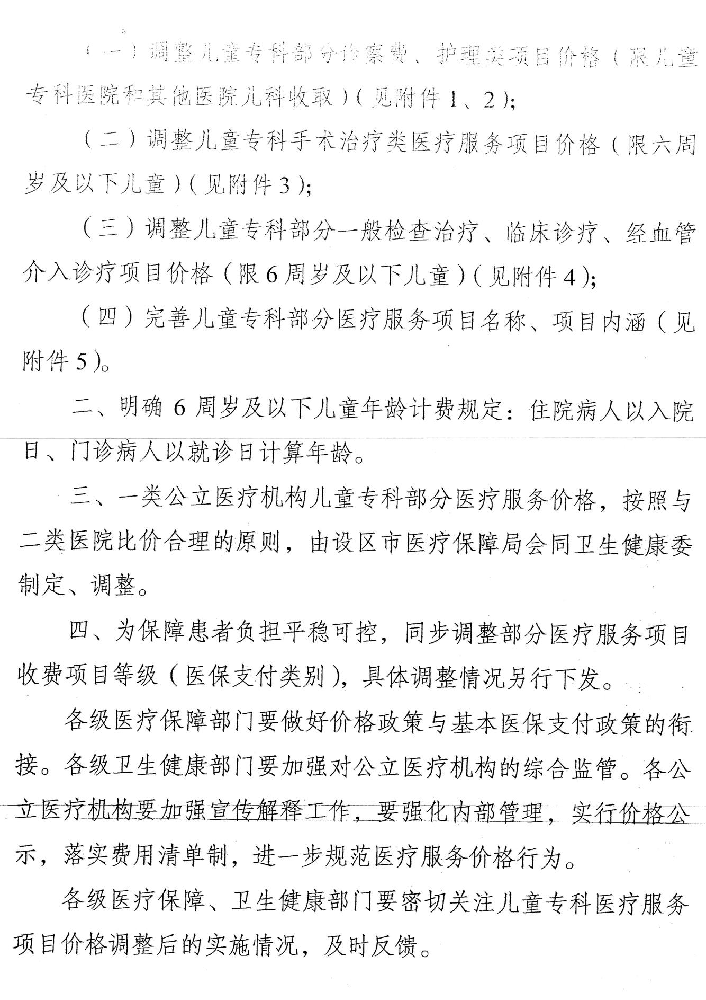 （一）调整儿童专科部分诊察费、护理类项目价格（限儿童
专科医院和其他医院儿科收取）（见附件1、2）；
（二）调整儿童专科手术治疗类医疗服务项目价格（限六周
岁及以下儿童）（见附件3）；
（三）调整儿童专科部分一般检查治疗、临床诊疗、经血管
介入诊疗项目价格（限6周岁及以下儿童）（见附件4）；
（四）完善儿童专科部分医疗服务项目名称、项目内涵（见
附件5）。
二、明确 6 周岁及以下儿童年龄计费规定：住院病人以入院
日、门诊病人以就诊日计算年龄。
三、一类公立医疗机构儿童专科部分医疗服务价格，按照与
二类医院比价合理的原则，由设区市医疗保障局会同卫生健康委
制定、调整。
四、为保障患者负担平稳可控，同步调整部分医疗服务项目
收费项目等级（医保支付类别），具体调整情况另行下发。
各级医疗保障部门要做好价格政策与基本医保支付政策的衔
接。各级卫生健康部门要加强对公立医疗机构的综合监管。各公
立医疗机构要加强宣传解释工作，要强化内部管理，实行价格公
示，落实费用清单制，进一步规范医疗服务价格行为。
各级医疗保障、卫生健康部门要密切关注儿童专科医疗服务
项目价格调整后的实施情况，及时反馈。